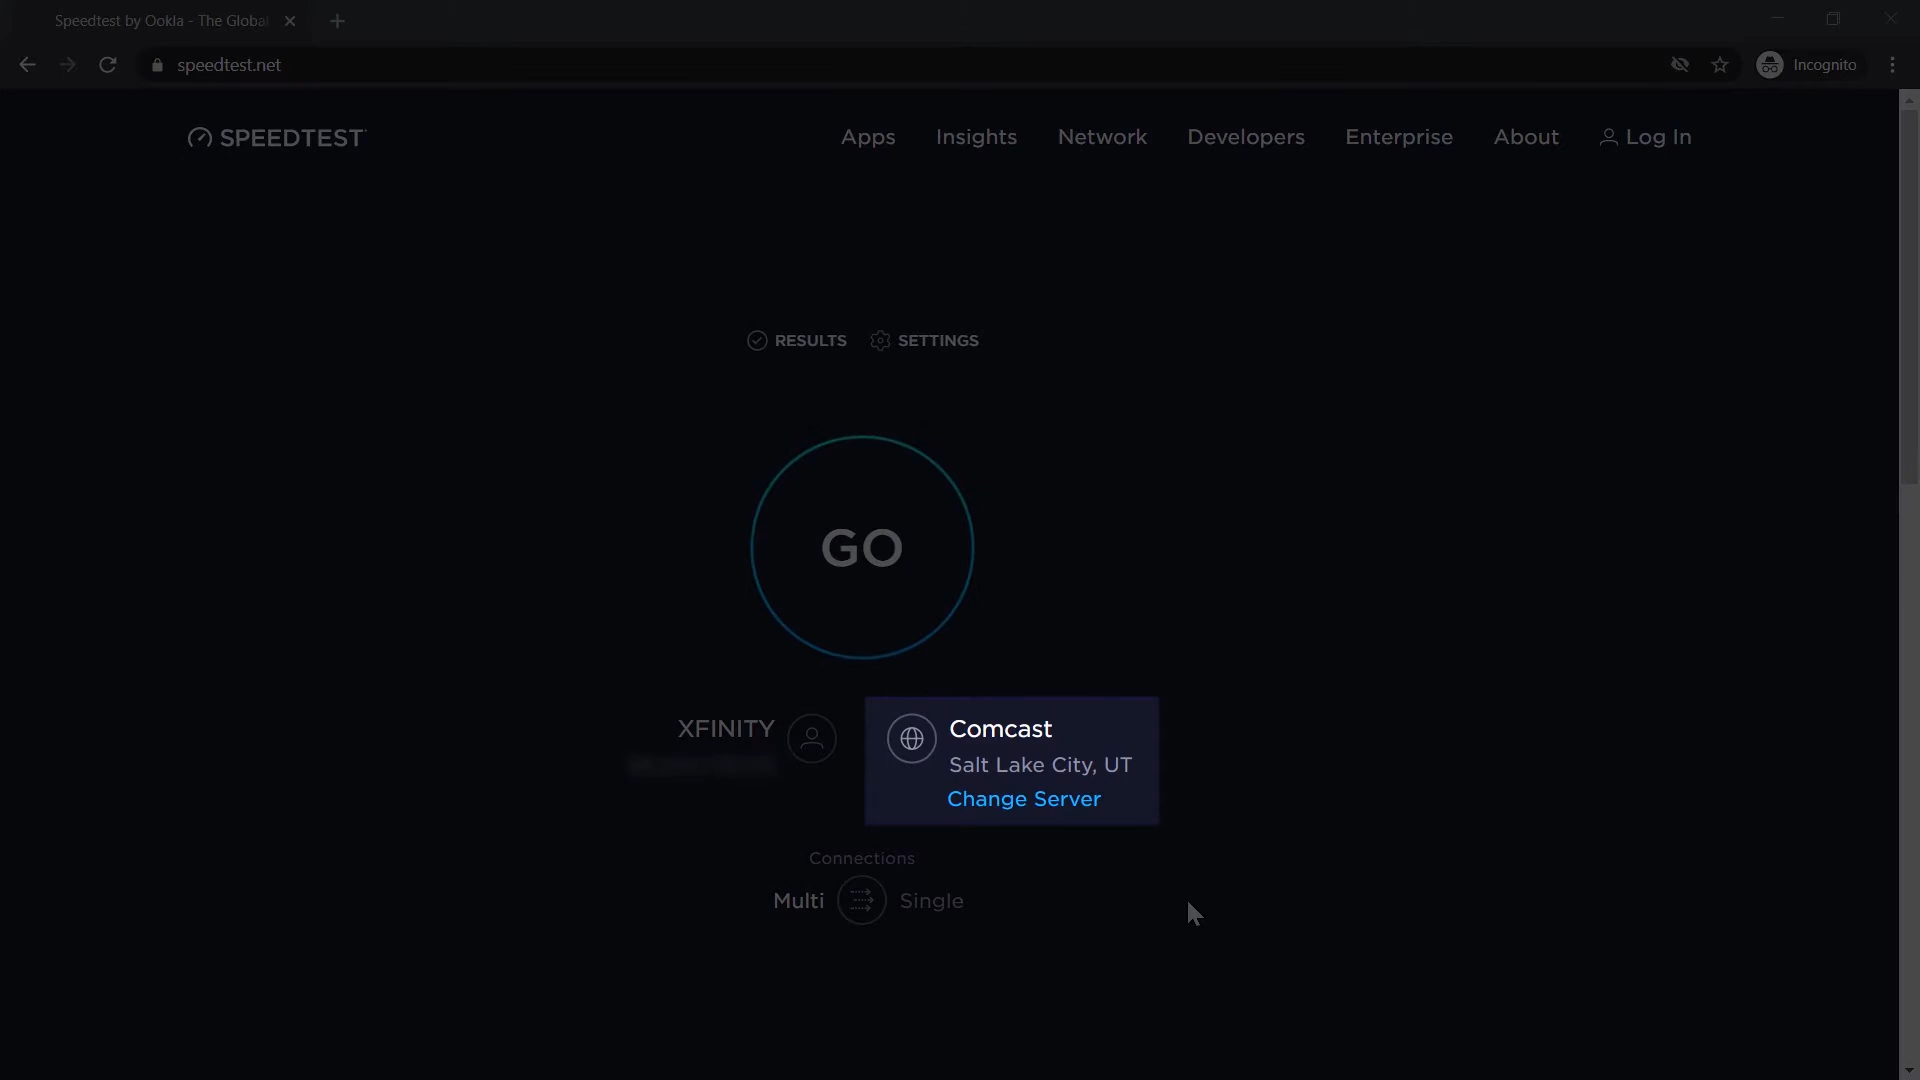 Speedtest by Ookla - The Global
speedtest.net
Incognito
SPEEDTEST
Apps
Insights
Network
Developers
Enterprise
About
Log In
RESULTS
SETTINGS
GO
XFINITY
Comcast
Salt Lake City, UT
Change Server
Connections
Multi
Single